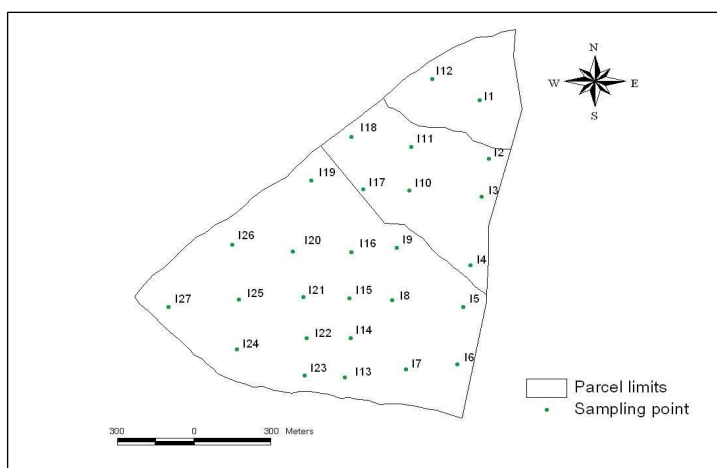 N
I12
W E
I1
S
I18
I11
I2
I19
I17
I10
I3
I26
I20
I16
I9
I4
I27
I25
I21
I15
I8
I5
I24
I22
I14
I23
I13
I7
I6
Parcel limits
Sampling point
300 0 300 Meters